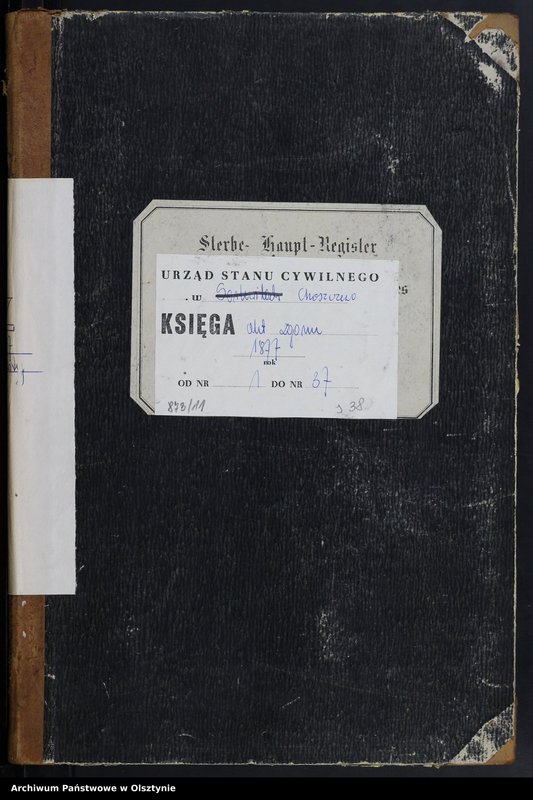 Sterbe-Haupt-Register
URZĄD STANU CYWILNEGO
w Choszczewo
KSIĘGA akt zgonu
1877
rok
OD NR 1 DO NR 37
873/11 s 38
Archiwum Państwowe w Olsztynie